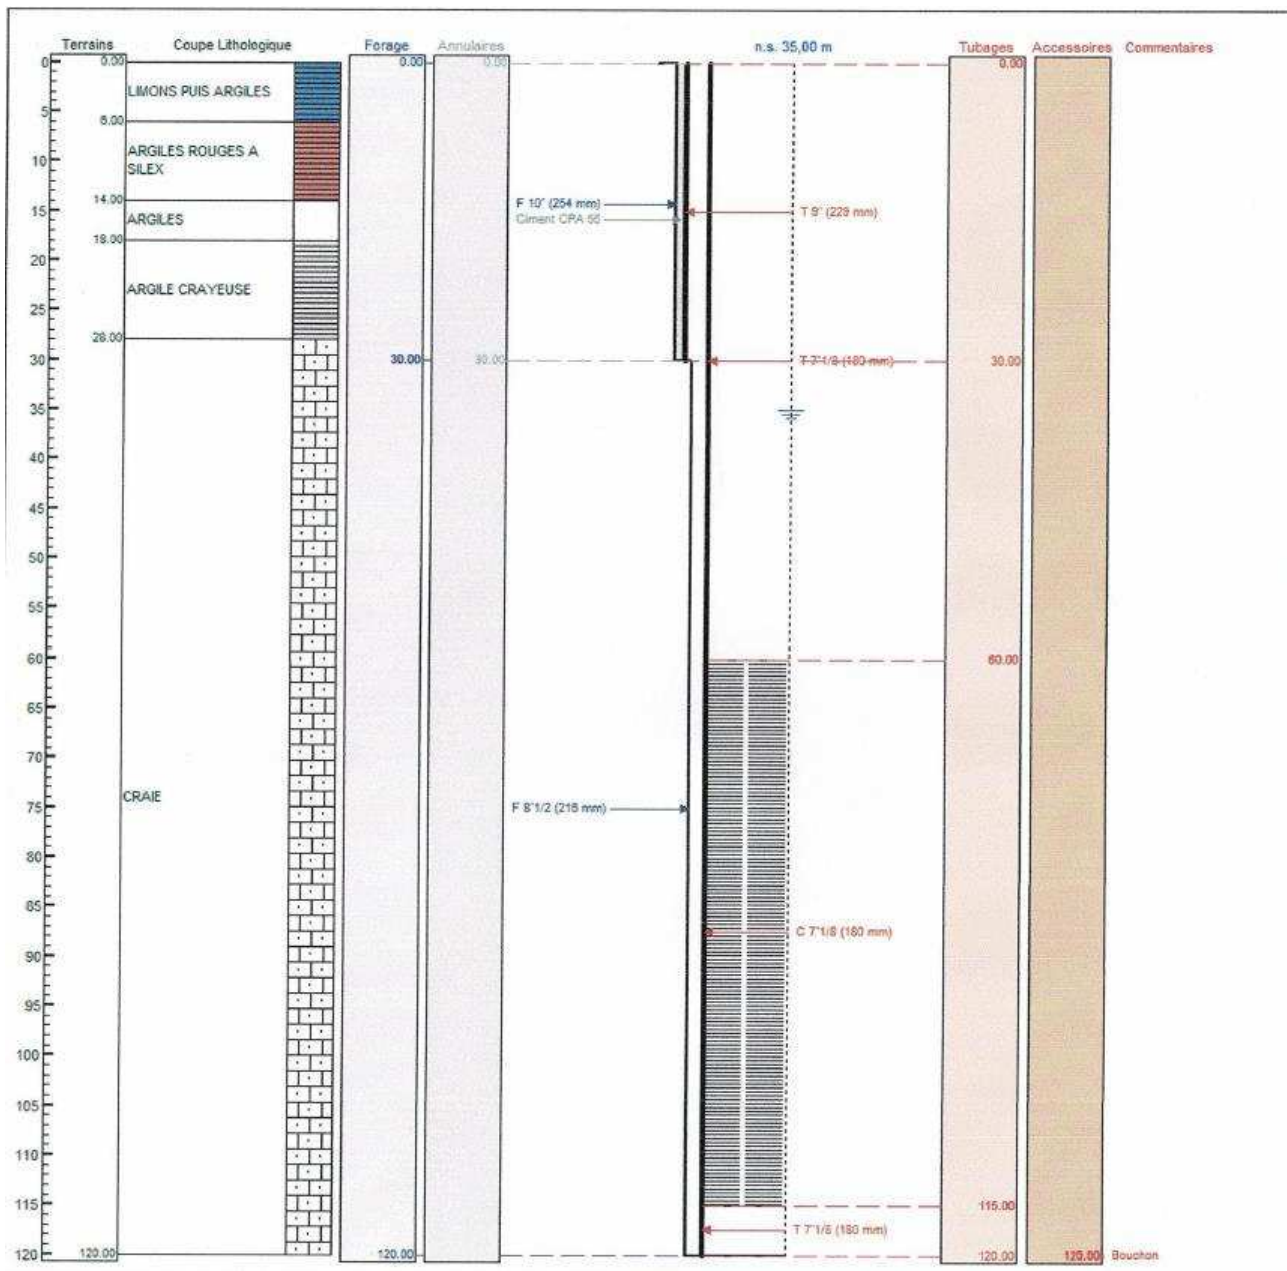 Terrains Coupe Lithologique Forage Annulaires n.s. 35,00 m Tubages Accessoires Commentaires
0 0.00 0.00 0.00 0.00
LIMONS PUIS ARGILES
5
6.00
10
ARGILES ROUGES A
SILEX
14.00
F 10" (254 mm) T 9" (229 mm)
15
ARGILES Ciment CPA 55
18.00
20
25
ARGILE CRAYEUSE
28.00
30 30.00 30.00 T 7"1/8 (180 mm) 30.00
35
40
45
50
55
60 60.00
65
70
75
CRAIE F 8"1/2 (216 mm)
80
85
90
C 7"1/8 (180 mm)
95
100
105
110
115 115.00
T 7"1/8 (180 mm)
120 120.00 120.00 120.00 120.00 Bouchon